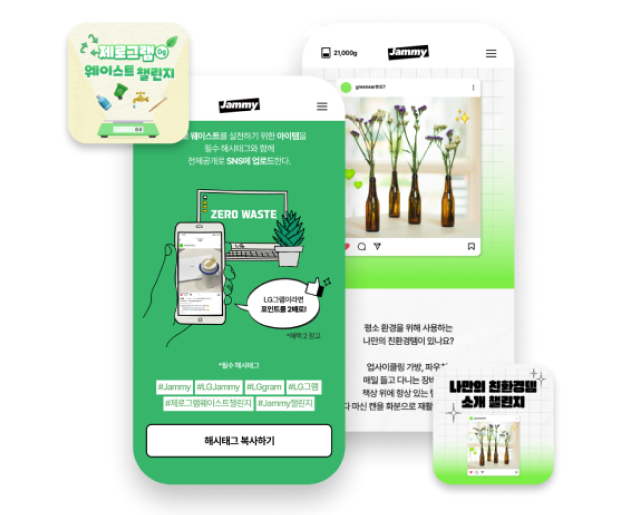 제로그램 0g
웨이스트 챌린지
Jammy
웨이스트를 실천하기 위한 아이템을
필수 해시태그와 함께
전체공개로 SNS에 업로드한다.
ZERO WASTE
LG그램이라면
포인트를 2배로!
*혜택 2 참고
*필수 해시태그
#Jammy #LGJammy #LGgram #LG그램
#제로그램웨이스트챌린지 #Jammy챌린지
해시태그 복사하기
21,000g
Jammy
greenearth57
평소 환경을 위해 사용하는
나만의 친환경템이 있나요?
업사이클링 가방, 파우치
매일 들고 다니는
책상 위에 항상 있는
다 마신 캔을 화분으로 재활
나만의 친환경템
소개 챌린지